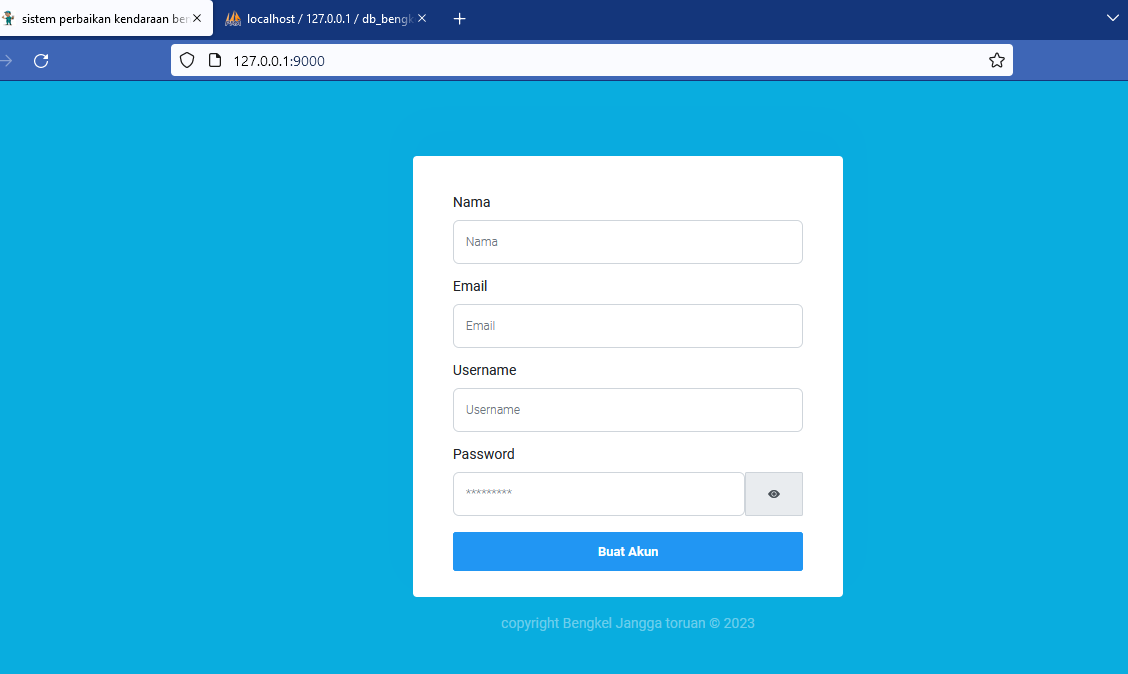 sistem perbaikan kendaraan ber
localhost / 127.0.0.1 / db_bengk
127.0.0.1:9000
Nama
Nama
Email
Email
Username
Username
Password
*********
Buat Akun
copyright Bengkel Jangga toruan © 2023